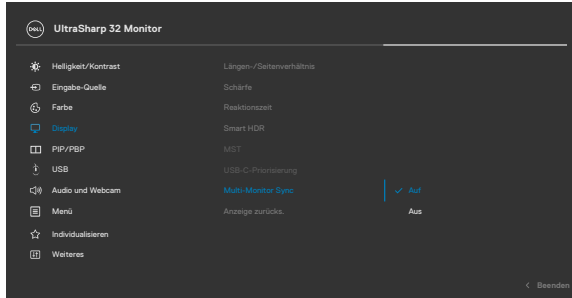 DELL
UltraSharp 32 Monitor
Helligkeit/Kontrast
Längen-/Seitenverhältnis
Eingabe-Quelle
Schärfe
Farbe
Reaktionszeit
Display
Smart HDR
PIP/PBP
MST
USB
USB-C-Priorisierung
Audio und Webcam
Multi-Monitor Sync
Auf
Menü
Anzeige zurücks.
Aus
Individualisieren
Weiteres
Beenden